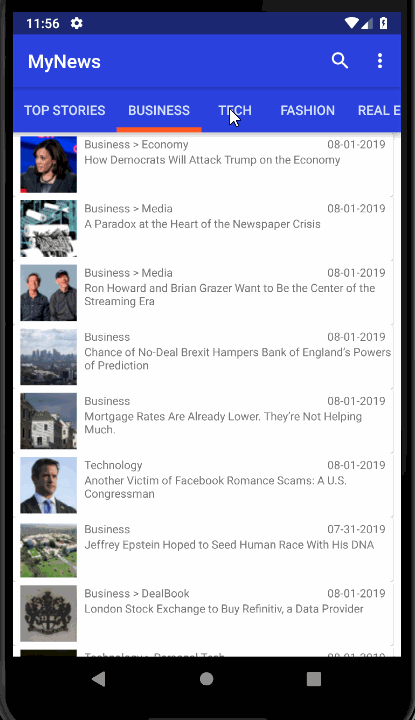 11:56
MyNews
TOP STORIES BUSINESS TECH FASHION REAL E
Business > Economy 08-01-2019
How Democrats Will Attack Trump on the Economy
Business > Media 08-01-2019
A Paradox at the Heart of the Newspaper Crisis
Business > Media 08-01-2019
Ron Howard and Brian Grazer Want to Be the Center of the
Streaming Era
Business 08-01-2019
Chance of No-Deal Brexit Hampers Bank of England's Powers
of Prediction
Business 08-01-2019
Mortgage Rates Are Already Lower. They're Not Helping
Much.
Technology 08-01-2019
Another Victim of Facebook Romance Scams: A U.S.
Congressman
Business 07-31-2019
Jeffrey Epstein Hoped to Seed Human Race With His DNA
Business > DealBook 08-01-2019
London Stock Exchange to Buy Refinitiv, a Data Provider
Technology > Personal Tech 08-01-2019